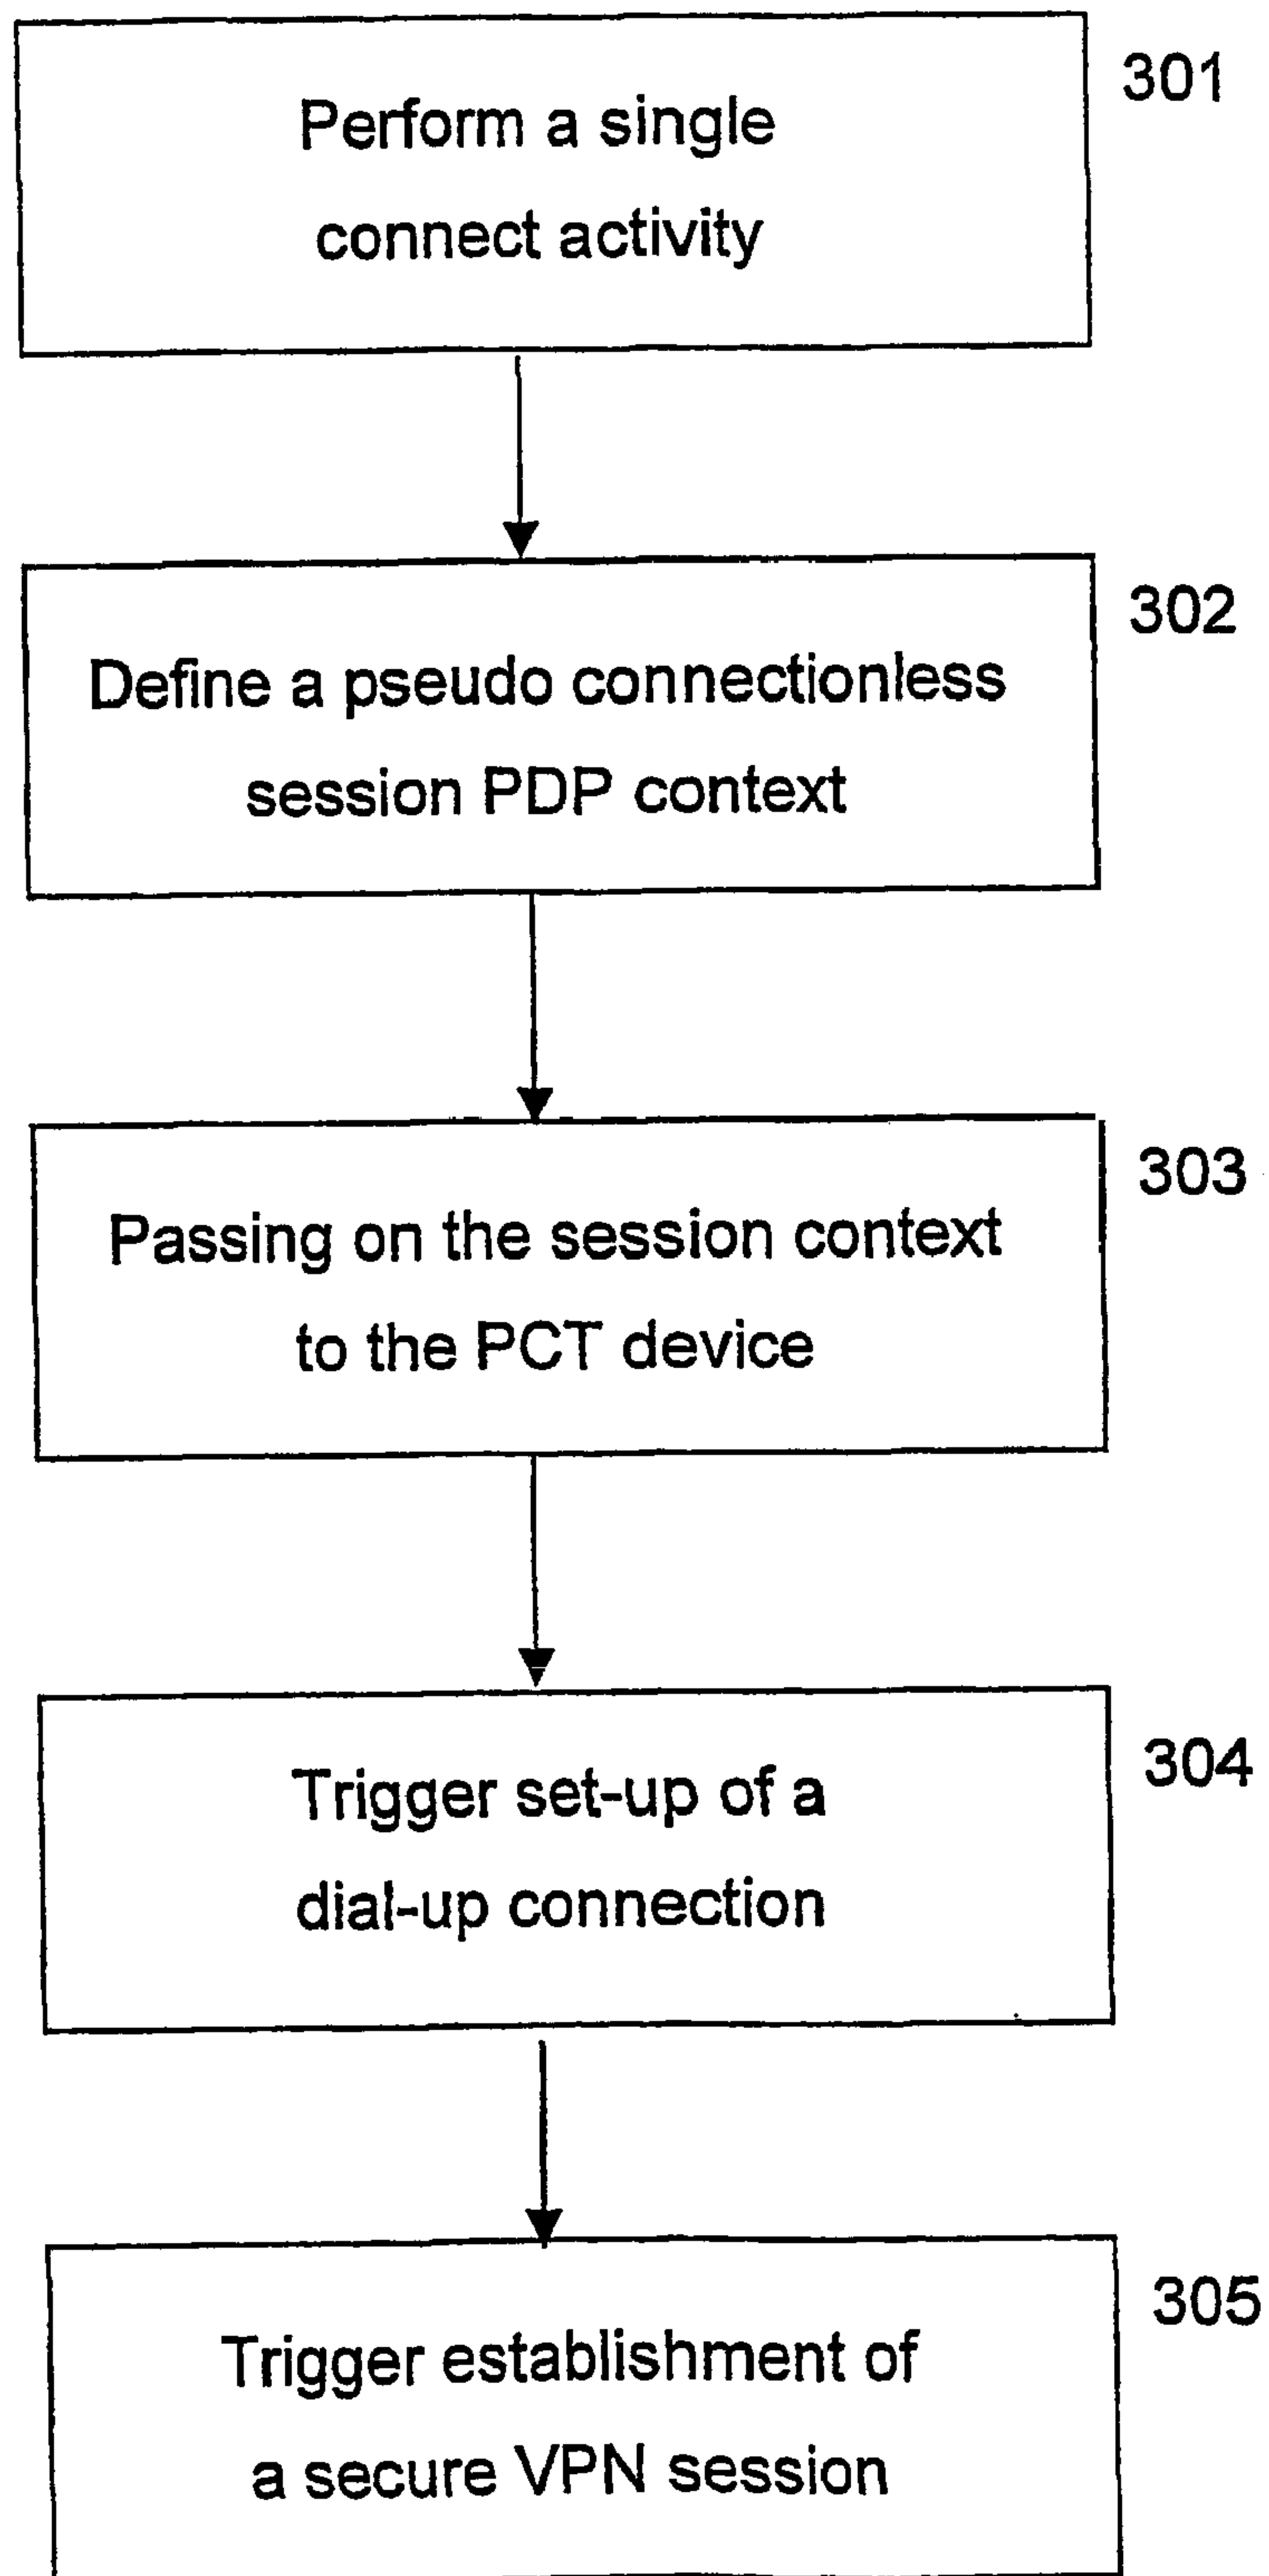 Perform a single
connect activity
301
Define a pseudo connectionless
session PDP context
302
Passing on the session context
to the PCT device
303
Trigger set-up of a
dial-up connection
304
Trigger establishment of
a secure VPN session
305